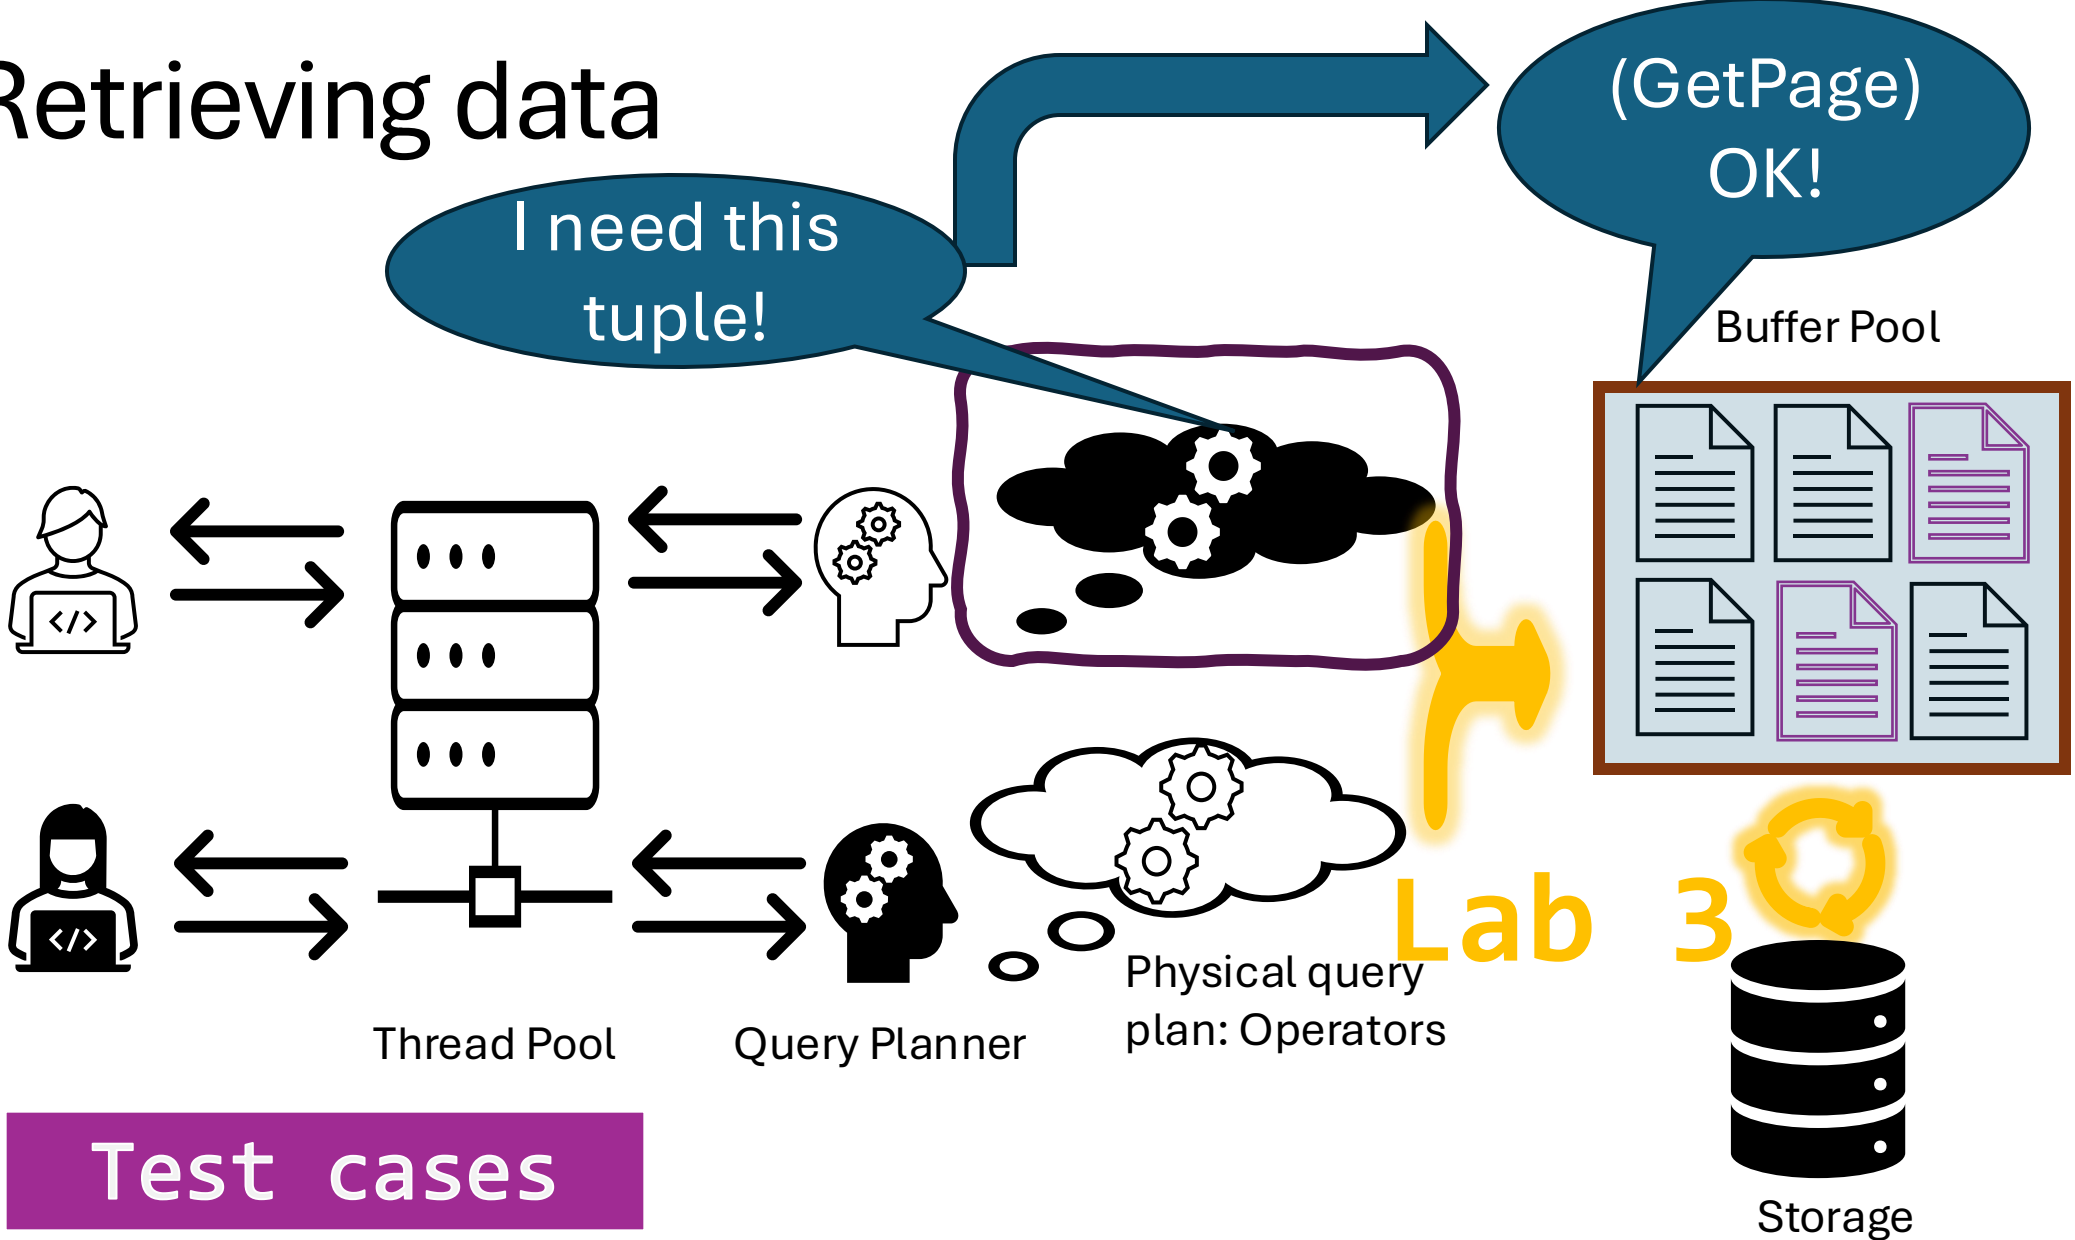 Retrieving data
(GetPage)
OK!
I need this
tuple!
Buffer Pool
</>
</>
Lab 3
Physical query
plan: Operators
Thread Pool
Query Planner
Test cases
Storage